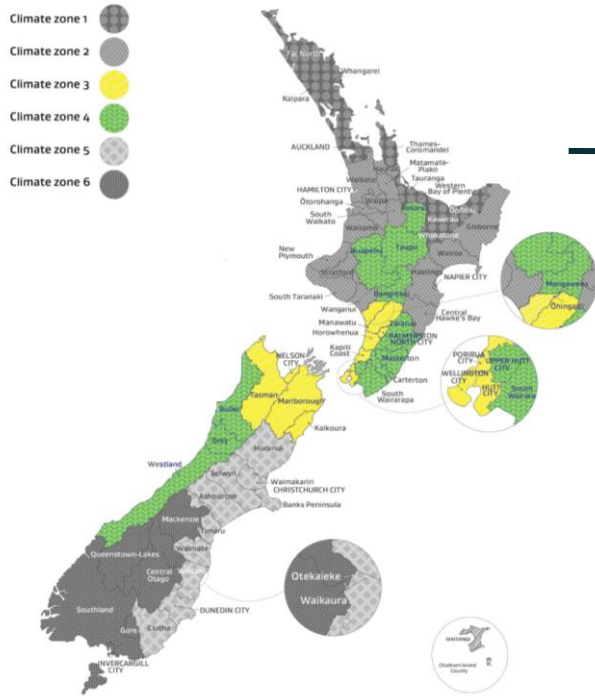 Climate zone 1
Climate zone 2
Climate zone 3
Climate zone 4
Climate zone 5
Climate zone 6
Far North
Whangarei
Kaipara
AUCKLAND
Thames-
Coromandel
Hauraki
Matamata-
Piako
Waikato
Tauranga
Western
Bay of Plenty
HAMILTON CITY
Waipa
Otorohanga
Rotorua
Opotiki
Kawerau
South
Waikato
Gisborne
Waitomo
Whakatane
Taupo
Ruapehu
Wairoa
New
Plymouth
Stratford
Hastings
NAPIER CITY
Mangaweka
Rangitikei
South Taranaki
Central
Hawke's Bay
Wanganui
Manawatu
Tararua
Horowhenua
PALMERSTON
NORTH CITY
Kapiti
Coast
Masterton
PORIRUA
CITY
UPPER HUTT
CITY
WELLINGTON
CITY
HUTT
CITY
South
Wairarapa
NELSON
CITY
Carterton
South
Wairarapa
Tasman
Marlborough
Buller
Kaikoura
Grey
Hurunui
Westland
Selwyn
Waimakariri
CHRISTCHURCH CITY
Ashburton
Banks Peninsula
Mackenzie
Timaru
Queenstown-Lakes
Waimate
Central
Otago
Otekaieke
Waikaura
Southland
DUNEDIN CITY
Gore
Clutha
INVERCARGILL
CITY
WAITANGI
Chatham Island
County